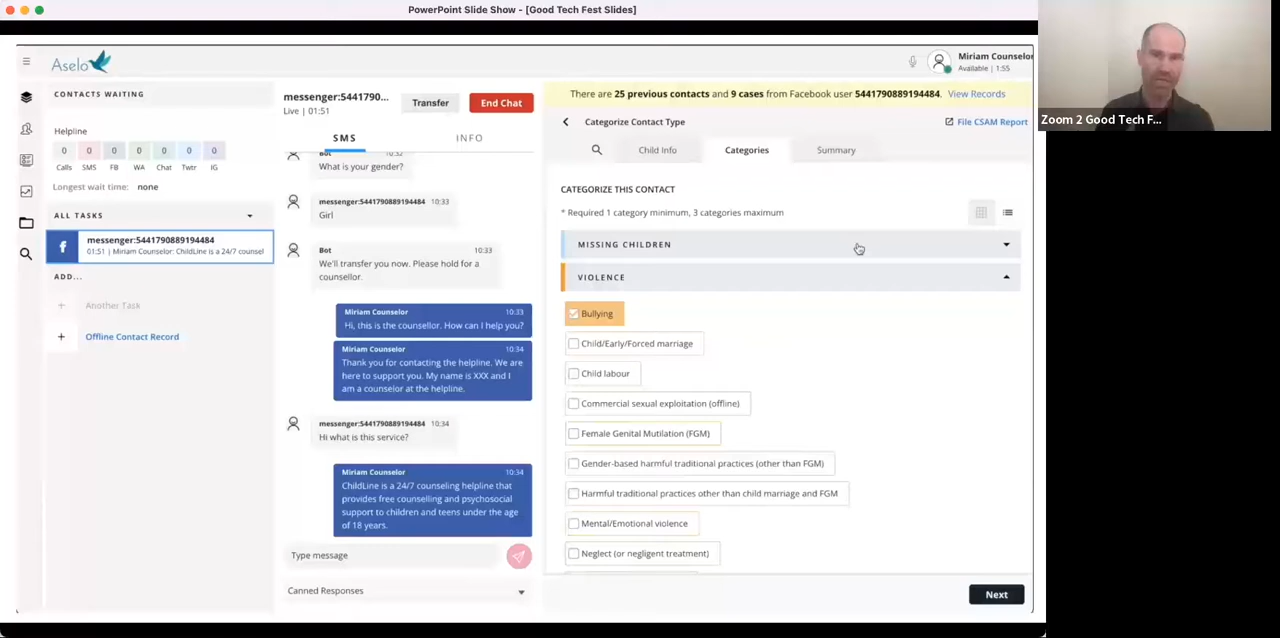 PowerPoint Slide Show - [Good Tech Fest Slides]
Aselo
Miriam Counselor
Available | 1:55
Zoom 2 Good Tech F...
CONTACTS WAITING
Helpline
0 0 0 0 0 0 0
Calls SMS FB WA Chat Twtr IG
Longest wait time: none
ALL TASKS
messenger:5441790889194484
01:51 | Miriam Counselor: ChildLine is a 24/7 counsel
ADD...
Another Task
Offline Contact Record
messenger:5441790...
Live | 01:51
Transfer
End Chat
SMS INFO
Bot 10:32
What is your gender?
messenger:5441790889194484 10:33
Girl
Bot 10:33
We'll transfer you now. Please hold for a
counsellor.
Miriam Counselor 10:33
Hi, this is the counsellor. How can I help you?
Miriam Counselor 10:34
Thank you for contacting the helpline. We are
here to support you. My name is XXX and I
am a counselor at the helpline.
messenger:5441790889194484 10:34
Hi what is this service?
Miriam Counselor 10:34
ChildLine is a 24/7 counseling helpline that
provides free counselling and psychosocial
support to children and teens under the age
of 18 years.
Type message
Canned Responses
There are 25 previous contacts and 9 cases from Facebook user 5441790889194484. View Records
Categorize Contact Type
File CSAM Report
Child Info Categories Summary
CATEGORIZE THIS CONTACT
* Required 1 category minimum, 3 categories maximum
MISSING CHILDREN
VIOLENCE
Bullying
Child/Early/Forced marriage
Child labour
Commercial sexual exploitation (offline)
Female Genital Mutilation (FGM)
Gender-based harmful traditional practices (other than FGM)
Harmful traditional practices other than child marriage and FGM
Mental/Emotional violence
Neglect (or negligent treatment)
Next